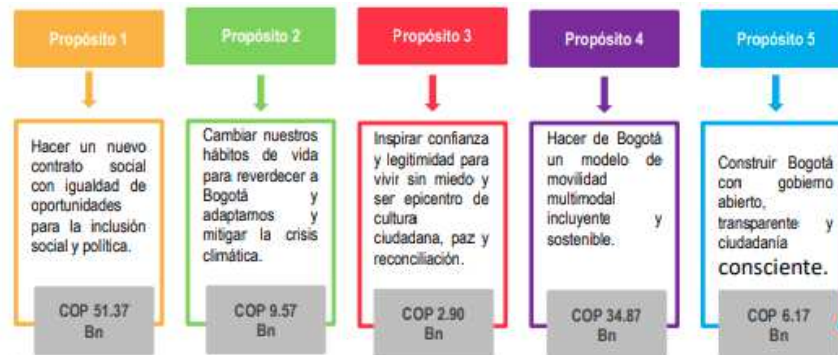 Propósito 1
Propósito 2
Propósito 3
Propósito 4
Propósito 5
Hacer un nuevo
contrato social
con igualdad de
oportunidades
para la inclusión
social y política.
COP 51.37
Bn
Cambiar nuestros
hábitos de vida
para reverdecer a
Bogotá y
adaptarnos y
mitigar la crisis
climática.
COP 9.57
Bn
Inspirar confianza
y legitimidad para
vivir sin miedo y
ser epicentro de
cultura
ciudadana, paz y
reconciliación.
COP 2.90
Bn
Hacer de Bogotá
un modelo de
movilidad
multimodal
incluyente y
sostenible.
COP 34.87
Bn
Construir Bogotá
con gobierno
abierto,
transparente y
ciudadanía
consciente.
COP 6.17
Bn